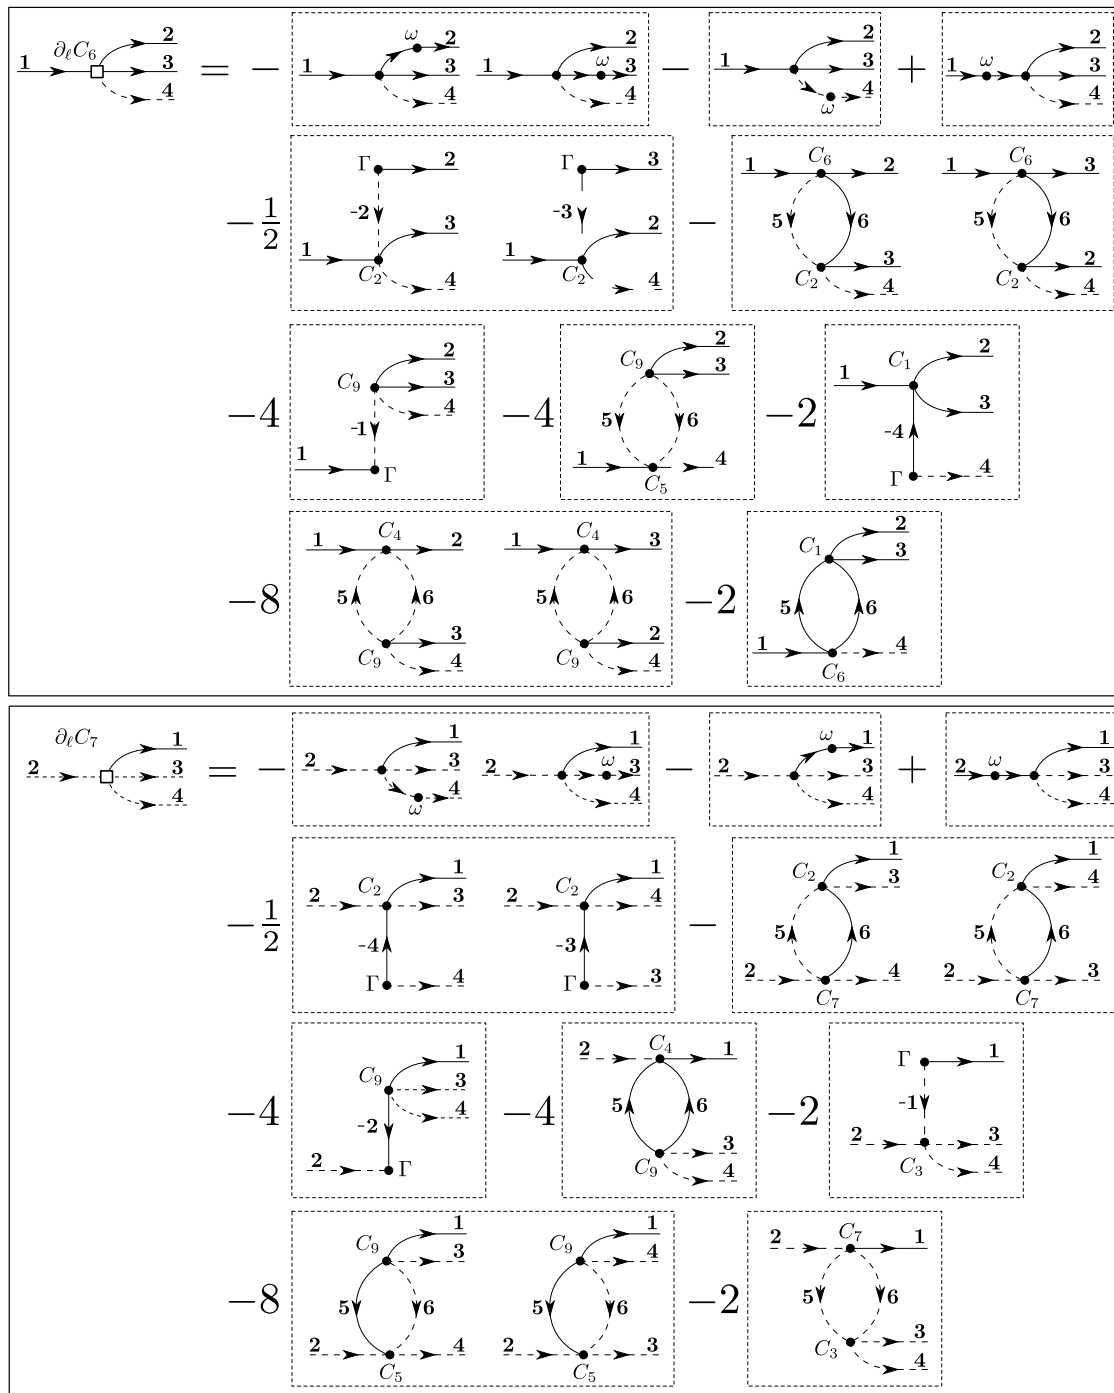 ∂ℓC6 1 2 3 4 = − 1 ω 2 3 4 1 2 ω 3 4 − 1 2 3 ω 4 + 1 ω 2 3 4
−1/2 Γ 2 -2 1 3 C2 4 Γ 3 -3 1 2 C2 4 − 1 C6 2 5 6 3 C2 4 1 C6 3 5 6 2 C2 4
−4 C9 2 3 4 -1 1 Γ −4 C9 2 3 5 6 1 4 C5 −2 C1 2 1 3 -4 Γ 4
−8 1 C4 2 5 6 C9 3 4 1 C4 3 5 6 C9 2 4 −2 C1 2 3 5 6 1 4 C6
∂ℓC7 2 1 3 4 = − 2 1 3 4 ω 2 1 ω 3 4 − 2 ω 1 3 4 + 2 ω 1 3 4
−1/2 2 C2 1 3 -4 Γ 4 2 C2 1 4 -3 Γ 3 − C2 1 3 5 6 2 4 C7 C2 1 4 5 6 2 3 C7
−4 C9 1 3 4 -2 2 Γ −4 2 C4 1 5 6 C9 3 4 −2 Γ 1 -1 2 3 C3 4
−8 C9 1 3 5 6 2 4 C5 C9 1 4 5 6 2 3 C5 −2 2 C7 1 5 6 C3 3 4